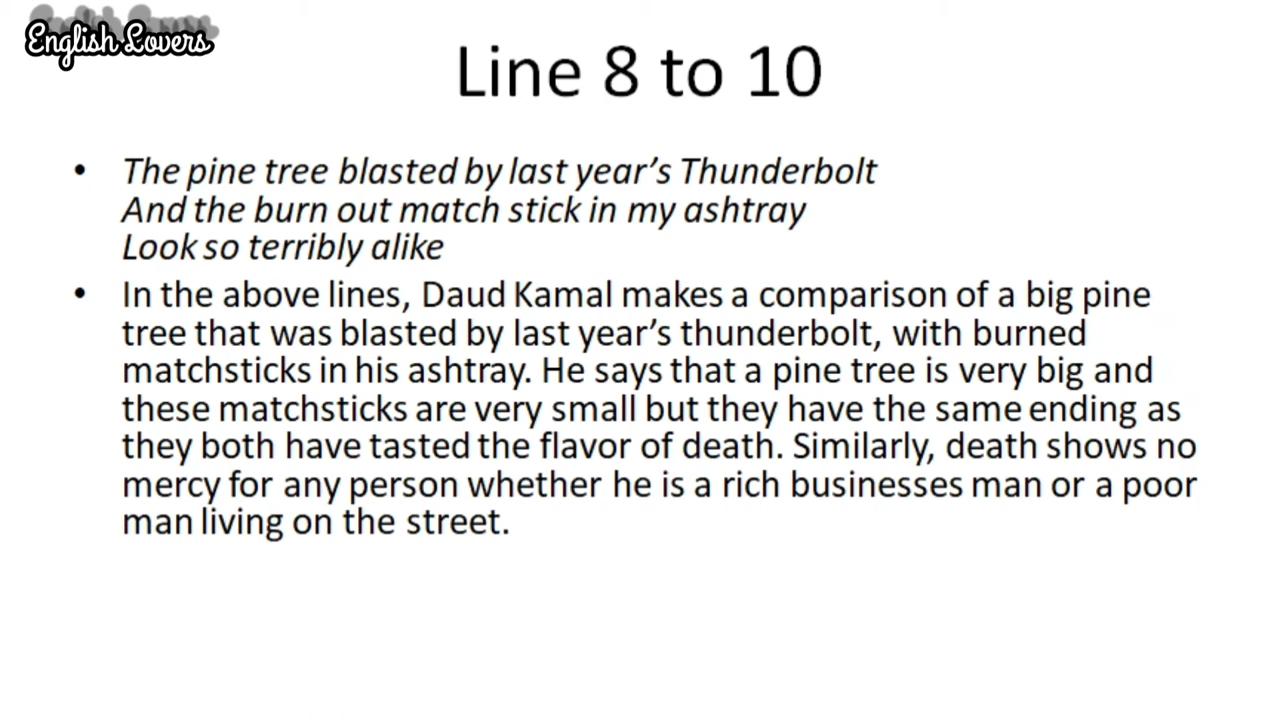 English Lovers
Line 8 to 10
• The pine tree blasted by last year's Thunderbolt
And the burn out match stick in my ashtray
Look so terribly alike
• In the above lines, Daud Kamal makes a comparison of a big pine
tree that was blasted by last year's thunderbolt, with burned
matchsticks in his ashtray. He says that a pine tree is very big and
these matchsticks are very small but they have the same ending as
they both have tasted the flavor of death. Similarly, death shows no
mercy for any person whether he is a rich businesses man or a poor
man living on the street.